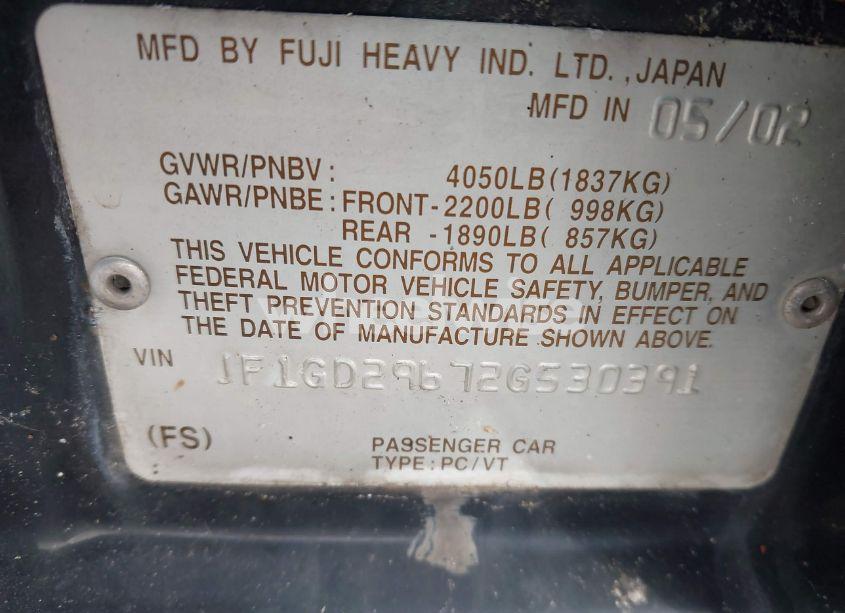 MFD BY FUJI HEAVY IND. LTD., JAPAN
MFD IN 05/02
GVWR/PNBV: 4050LB(1837KG)
GAWR/PNBE: FRONT-2200LB( 998KG)
REAR -1890LB( 857KG)
THIS VEHICLE CONFORMS TO ALL APPLICABLE
FEDERAL MOTOR VEHICLE SAFETY, BUMPER, AND
THEFT PREVENTION STANDARDS IN EFFECT ON
THE DATE OF MANUFACTURE SHOWN ABOVE.
VIN JF1GD29672G530391
(FS) PASSENGER CAR
TYPE: PC/VT